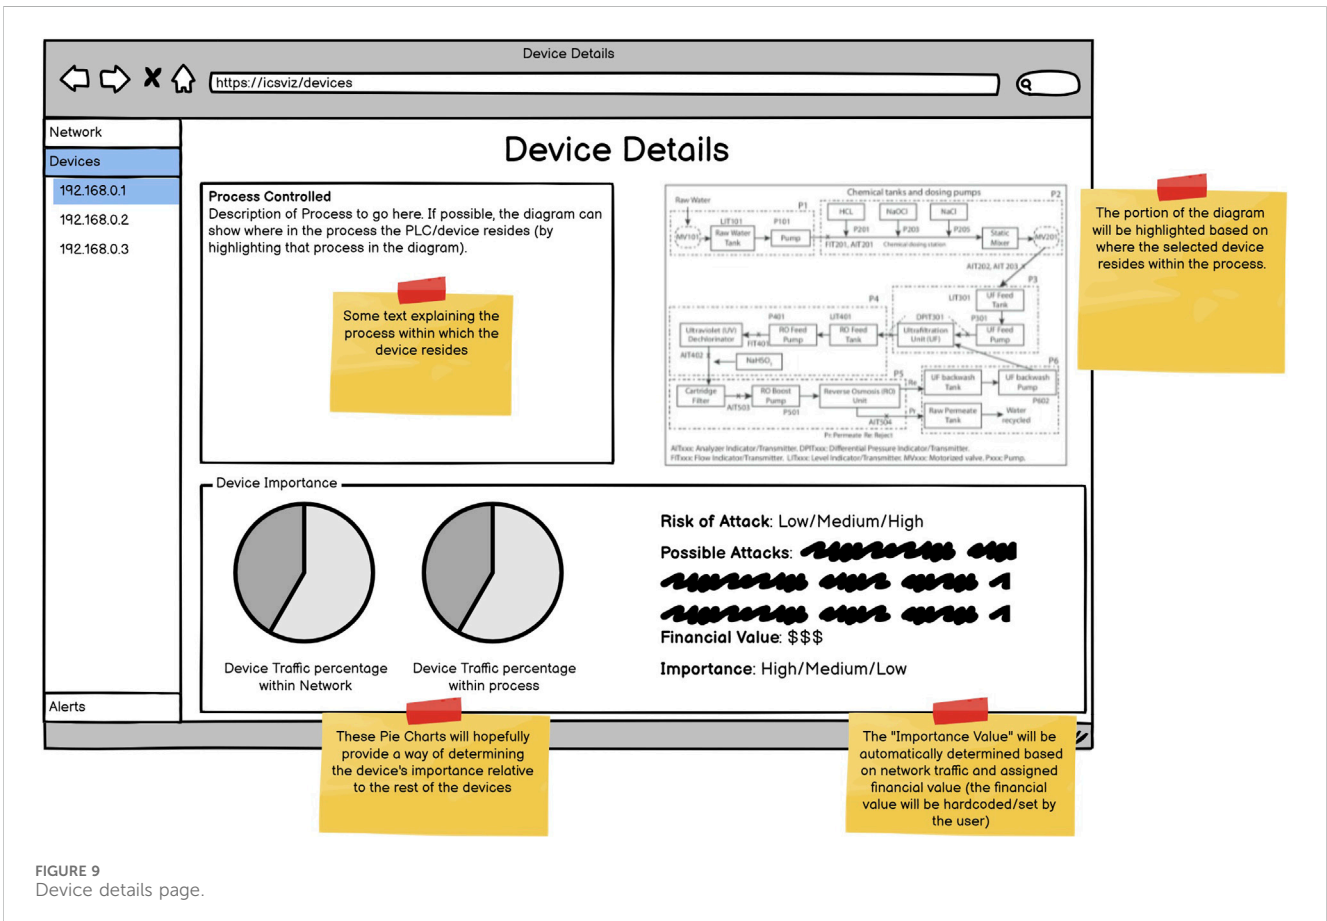 Device Details
https://icsviz/devices
Network
Devices
192.168.0.1
192.168.0.2
192.168.0.3
Alerts
Device Details
Process Controlled
Description of Process to go here. If possible, the diagram can
show where in the process the PLC/device resides (by
highlighting that process in the diagram).
Some text explaining the
process within which the
device resides
Chemical tanks and dosing pumps
P2
Raw Water
P1
HCL
NaOCl
NaCl
LIT101
P101
P201
P203
P205
MV101
Raw Water
Tank
Pump
FIT201, AIT201
Chemical dosing station
Static
Mixer
MV201
AIT202, AIT 203
P3
LIT301
UF Feed
Tank
P4
P401
LIT401
DPIT301
P301
Ultraviolet (UV)
Dechlorinator
FIT401
RO Feed
Pump
RO Feed
Tank
Ultrafiltration
Unit (UF)
UF Feed
Pump
AIT402
NaHSO₃
P5
P6
Re
UF backwash
Tank
UF backwash
Pump
Cartridge
Filter
RO Boost
Pump
Reverse Osmosis (RO)
Unit
P602
AIT503
P501
Pr
Raw Permeate
Tank
Water
recycled
AIT504
Pr: Permeate Re: Reject
AITxxx: Analyzer Indicator/Transmitter. DPITxxx: Differential Pressure Indicator/Transmitter.
FITxxx: Flow Indicator/Transmitter. LITxxx: Level Indicator/Transmitter. MVxxx: Motorized valve. Pxxx: Pump.
The portion of the diagram
will be highlighted based on
where the selected device
resides within the process.
Device Importance
Device Traffic percentage
within Network
Device Traffic percentage
within process
Risk of Attack: Low/Medium/High
Possible Attacks:
Financial Value: $$$
Importance: High/Medium/Low
These Pie Charts will hopefully
provide a way of determining
the device's importance relative
to the rest of the devices
The "Importance Value" will be
automatically determined based
on network traffic and assigned
financial value (the financial
value will be hardcoded/set by
the user)
FIGURE 9
Device details page.